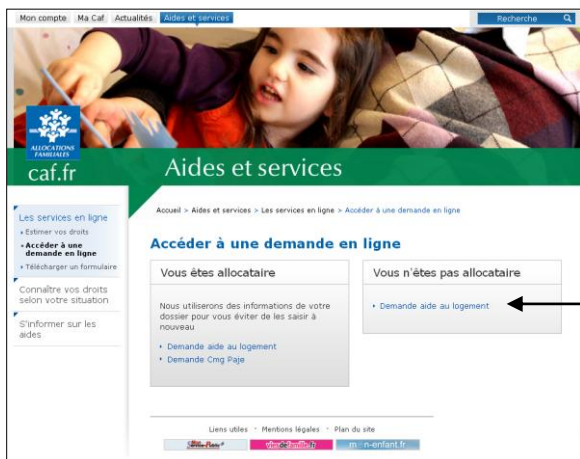 Mon compte Ma Caf Actualités Aides et services Recherche
ALLOCATIONS
FAMILIALES
caf.fr
Aides et services
Accueil > Aides et services > Les services en ligne > Accéder à une demande en ligne
Les services en ligne
Estimer vos droits
Accéder à une
demande en ligne
Télécharger un formulaire
Connaître vos droits
selon votre situation
S'informer sur les
aides
Accéder à une demande en ligne
Vous êtes allocataire
Nous utiliserons des informations de votre
dossier pour vous éviter de les saisir à
nouveau
Demande aide au logement
Demande Cmg Paje
Vous n'êtes pas allocataire
Demande aide au logement
Liens utiles Mentions légales Plan du site
viesdefamille.fr